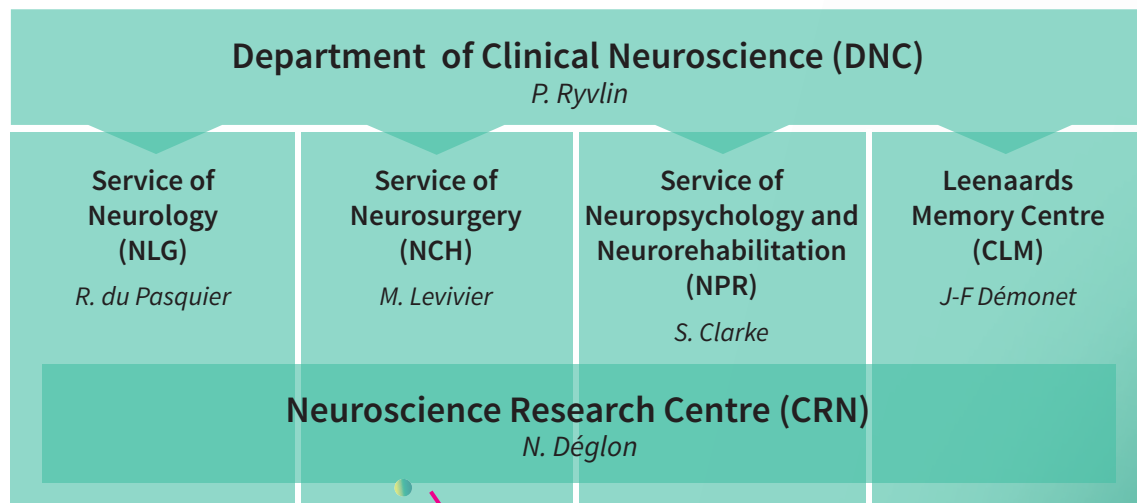 Department of Clinical Neuroscience (DNC)
P. Ryvlin
Service of
Neurology
(NLG)
R. du Pasquier
Service of
Neurosurgery
(NCH)
M. Levivier
Service of
Neuropsychology and
Neurorehabilitation
(NPR)
S. Clarke
Leenaards
Memory Centre
(CLM)
J-F Démonet
Neuroscience Research Centre (CRN)
N. Déglon